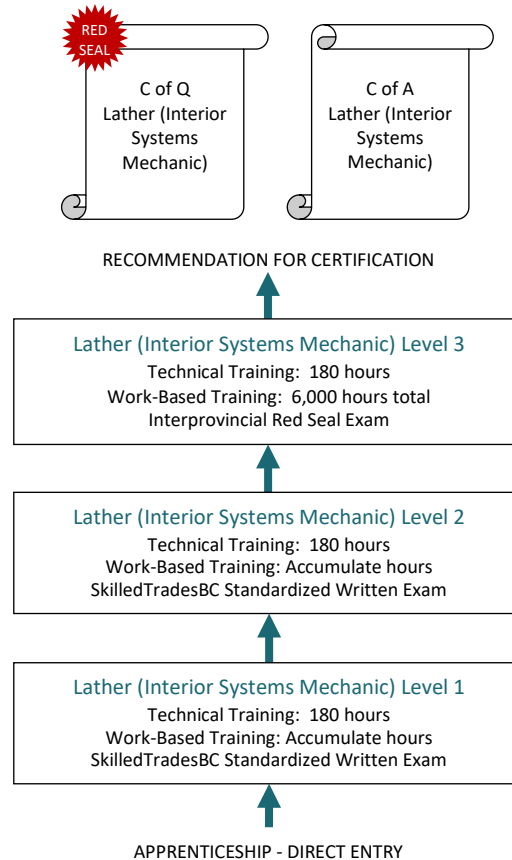 RED
SEAL
C of Q
Lather (Interior
Systems
Mechanic)
C of A
Lather (Interior
Systems
Mechanic)
RECOMMENDATION FOR CERTIFICATION
Lather (Interior Systems Mechanic) Level 3
Technical Training: 180 hours
Work-Based Training: 6,000 hours total
Interprovincial Red Seal Exam
Lather (Interior Systems Mechanic) Level 2
Technical Training: 180 hours
Work-Based Training: Accumulate hours
SkilledTradesBC Standardized Written Exam
Lather (Interior Systems Mechanic) Level 1
Technical Training: 180 hours
Work-Based Training: Accumulate hours
SkilledTradesBC Standardized Written Exam
APPRENTICESHIP - DIRECT ENTRY